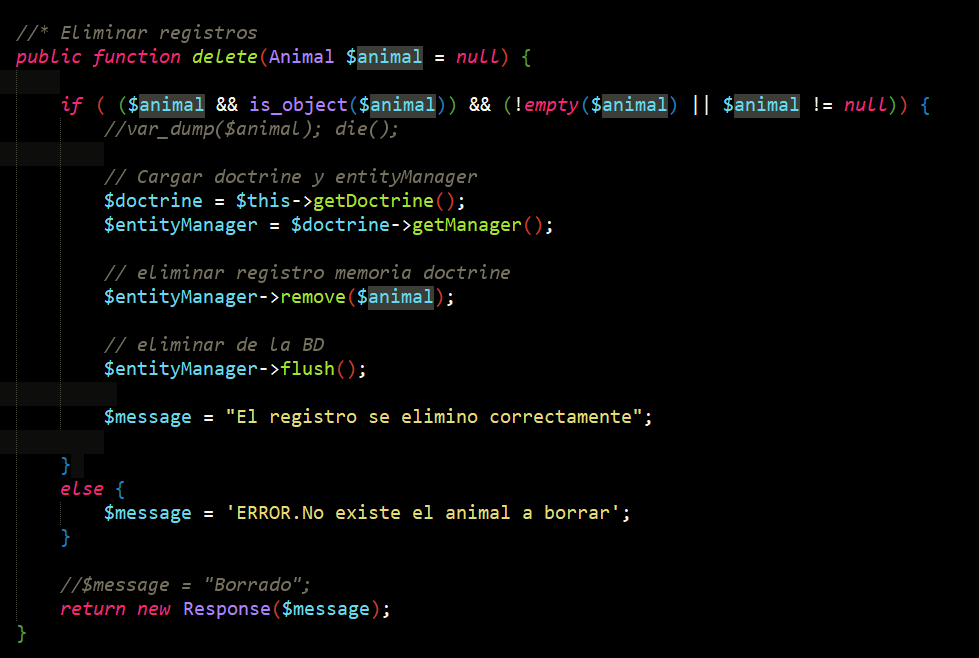 //* Eliminar registros
public function delete(Animal $animal = null) {
if ( ($animal && is_object($animal)) && (!empty($animal) || $animal != null)) {
//var_dump($animal); die();
// Cargar doctrine y entityManager
$doctrine = $this->getDoctrine();
$entityManager = $doctrine->getManager();
// eliminar registro memoria doctrine
$entityManager->remove($animal);
// eliminar de la BD
$entityManager->flush();
$message = "El registro se elimino correctamente";
}
else {
$message = 'ERROR.No existe el animal a borrar';
}
//$message = "Borrado";
return new Response($message);
}